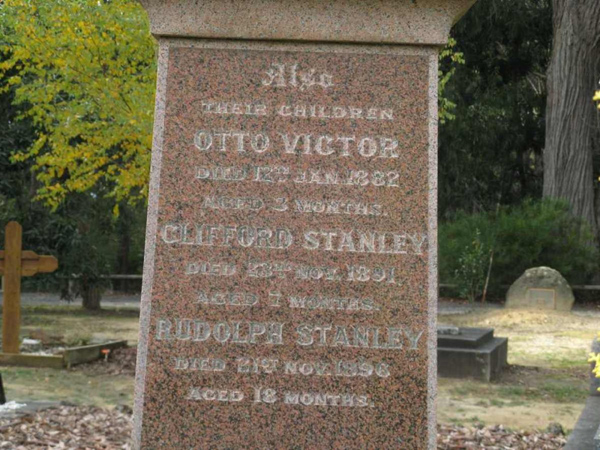 Also
THEIR CHILDREN
OTTO VICTOR
DIED 12TH JAN. 1882
AGED 3 MONTHS.
CLIFFORD STANLEY
DIED 23RD NOV. 1891
AGED 7 MONTHS.
RUDOLPH STANLEY
DIED 21ST NOV. 1896
AGED 18 MONTHS.